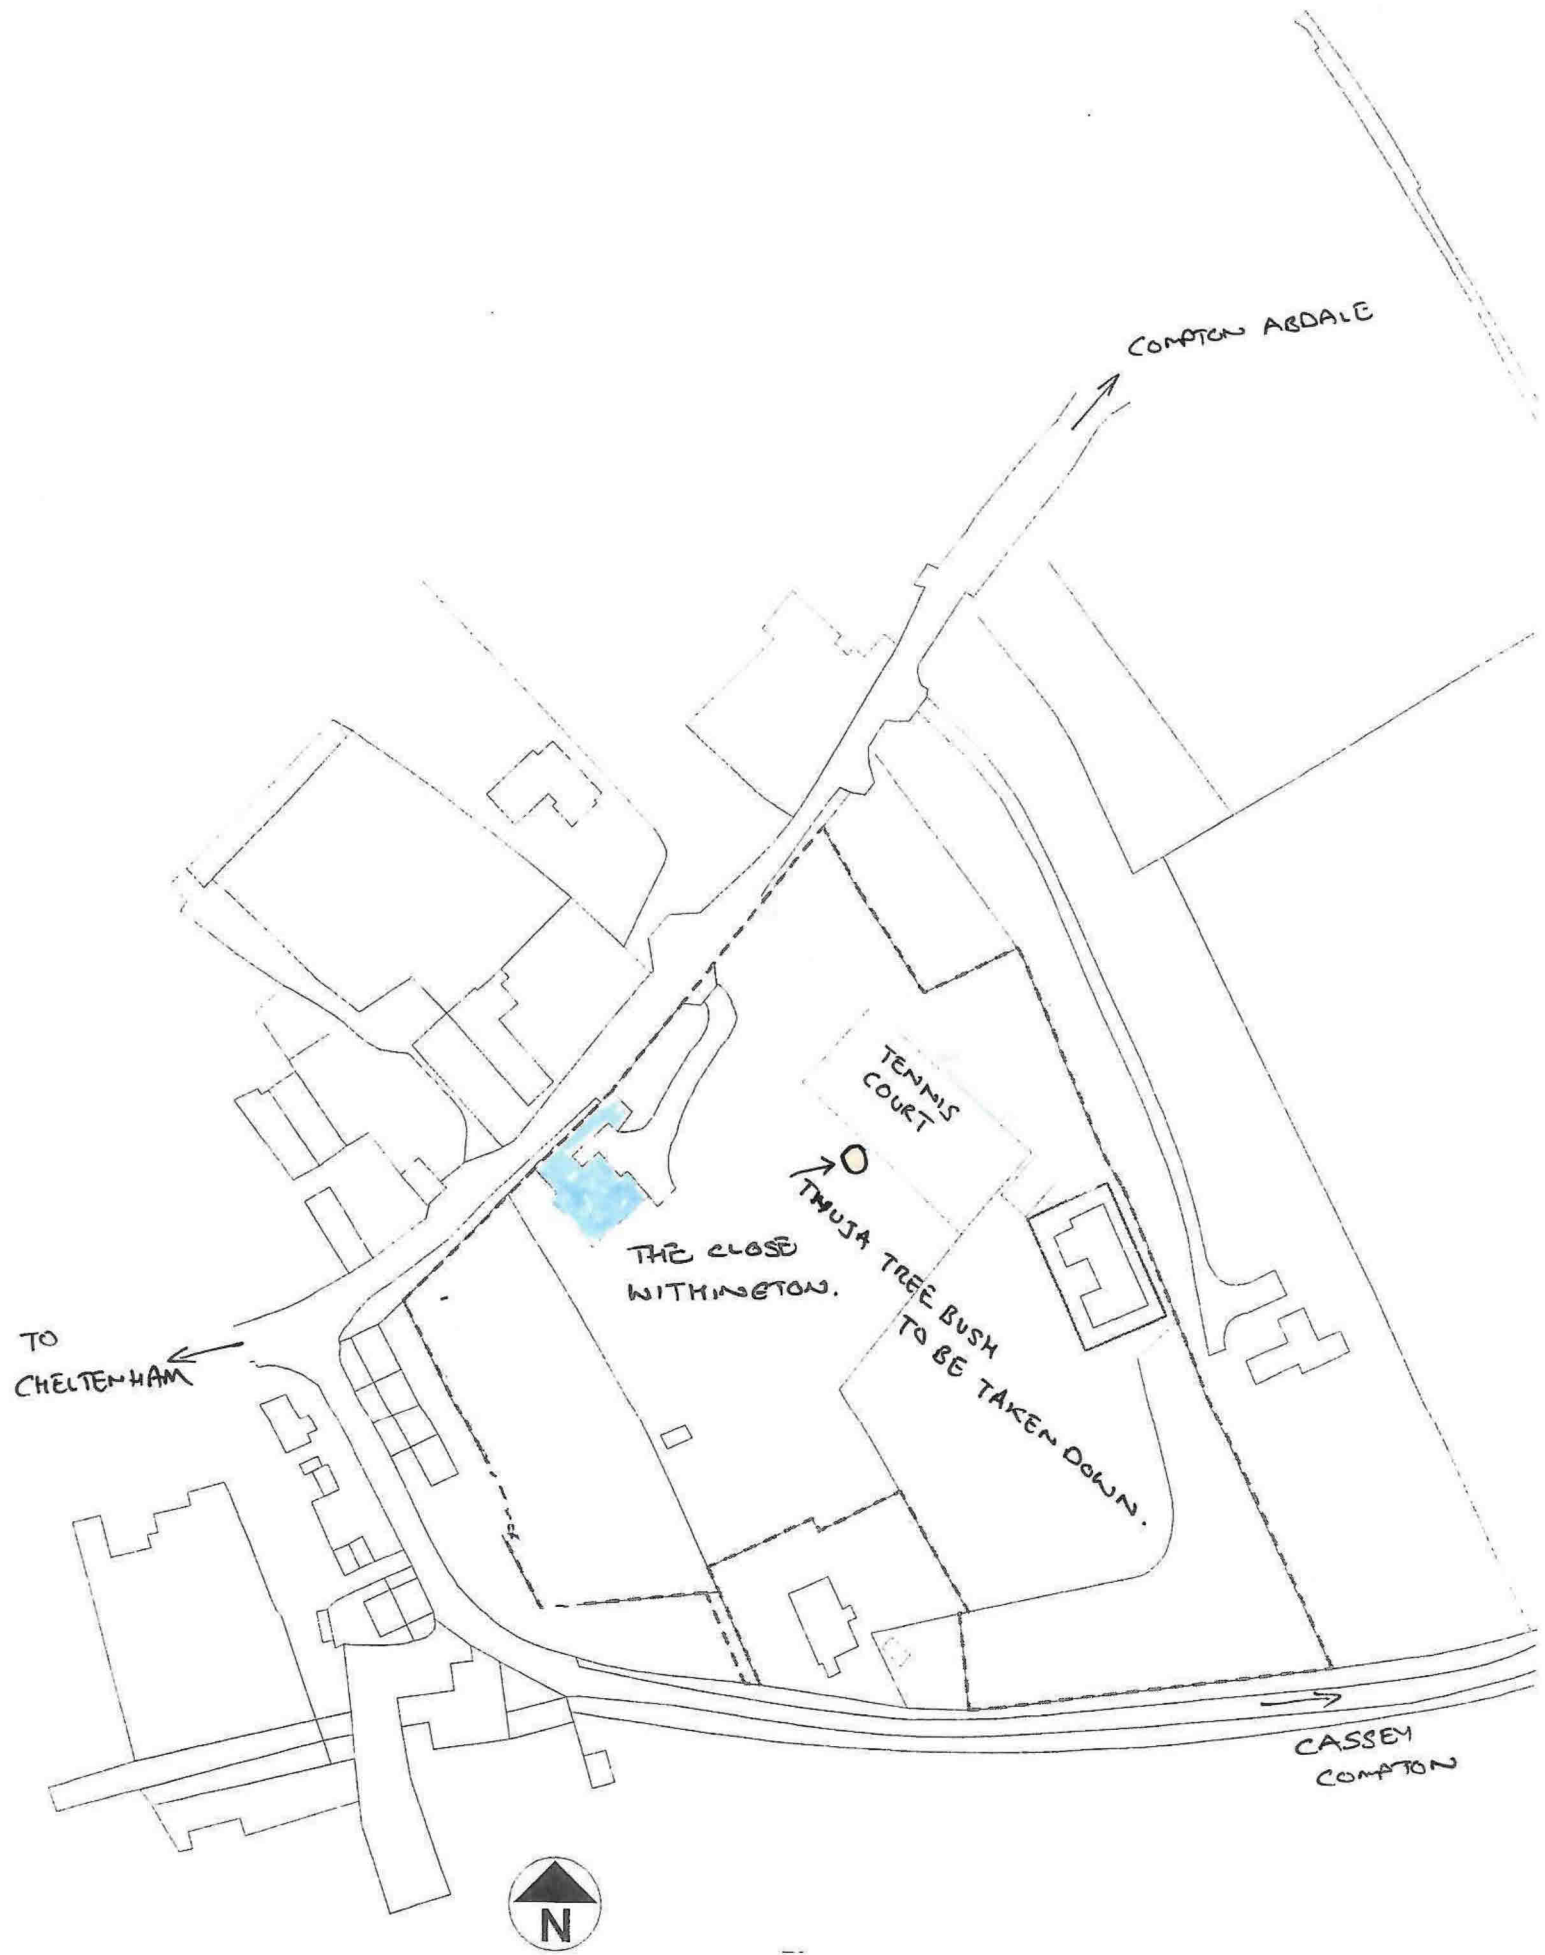 COMPTON ABDALE
TENNIS
COURT
THUJA TREE BUSH
TO BE TAKEN DOWN.
THE CLOSE
WITHINGTON.
TO
CHELTENHAM
CASSEY
COMPTON
N